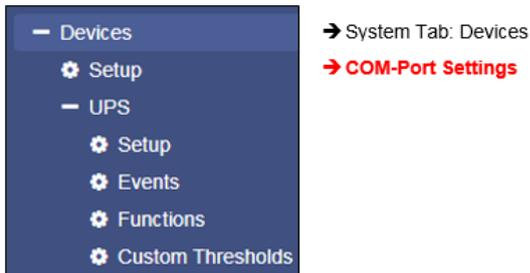 Devices → System Tab: Devices
Setup → COM-Port Settings
UPS
Setup
Events
Functions
Custom Thresholds